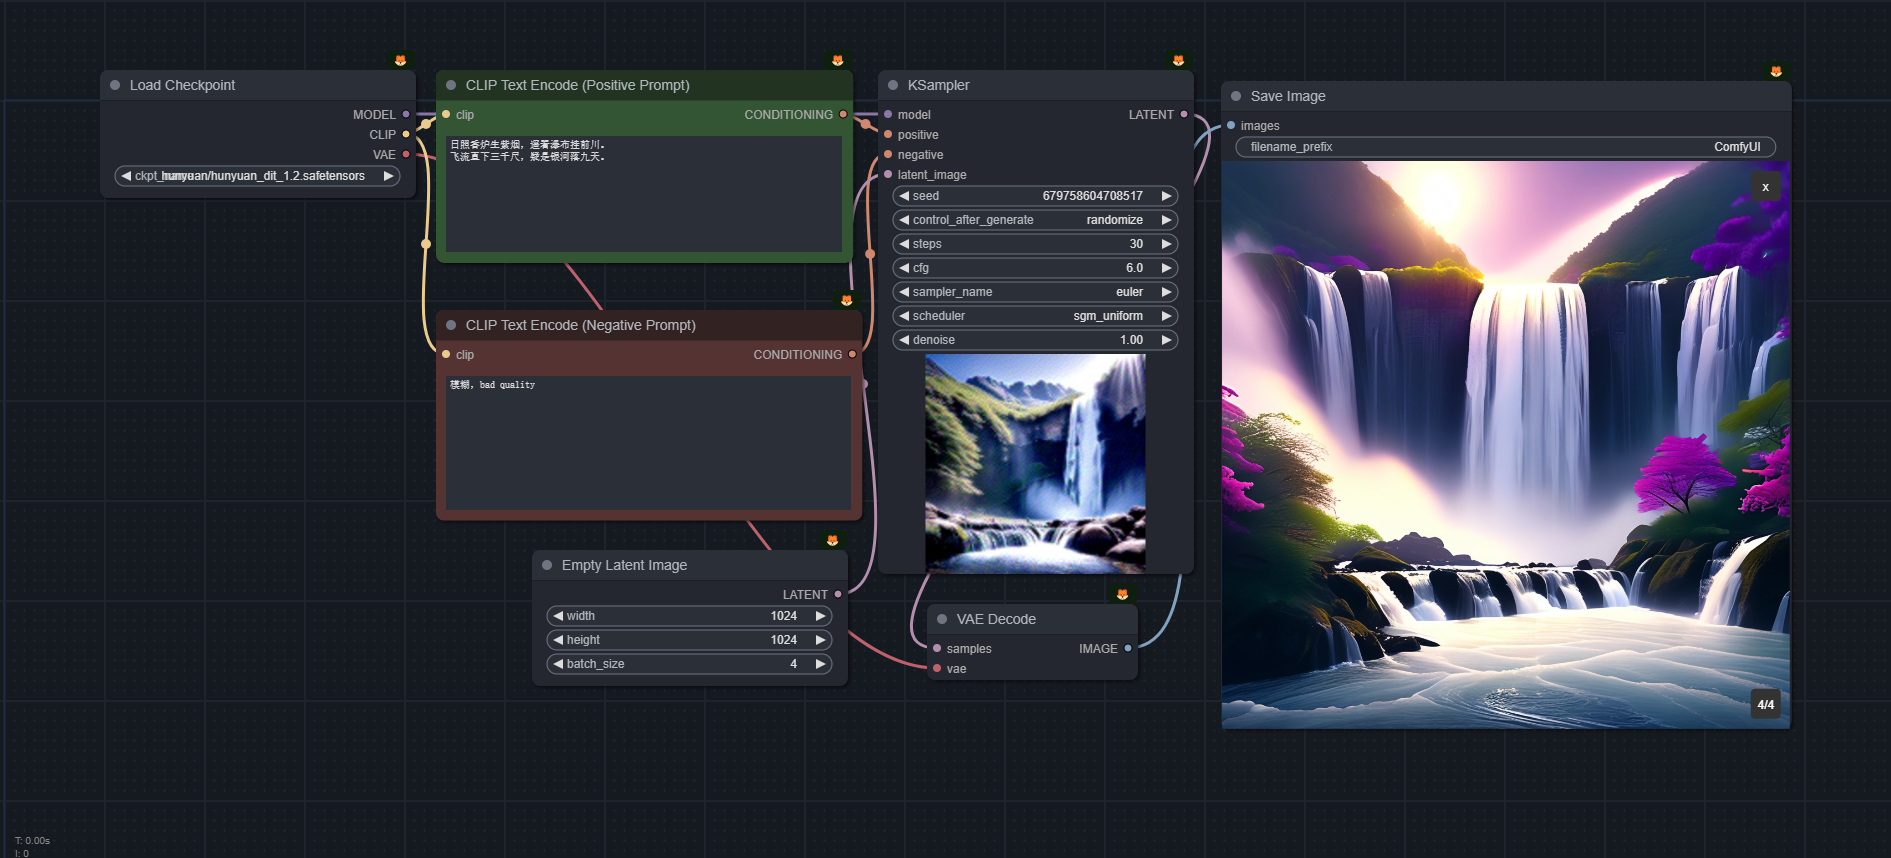 Load Checkpoint
MODEL
CLIP
VAE
hunyuan/hunyuan_dit_1.2.safetensors
CLIP Text Encode (Positive Prompt)
clip
CONDITIONING
日照香炉生紫烟，遥看瀑布挂前川。
飞流直下三千尺，疑是银河落九天。
CLIP Text Encode (Negative Prompt)
clip
CONDITIONING
模糊，bad quality
Empty Latent Image
LATENT
width 1024
height 1024
batch_size 4
KSampler
model LATENT
positive
negative
latent_image
seed 679758604708517
control_after_generate randomize
steps 30
cfg 6.0
sampler_name euler
scheduler sgm_uniform
denoise 1.00
VAE Decode
samples IMAGE
vae
Save Image
images
filename_prefix ComfyUI
x
4/4
T: 0.00s
I: 0